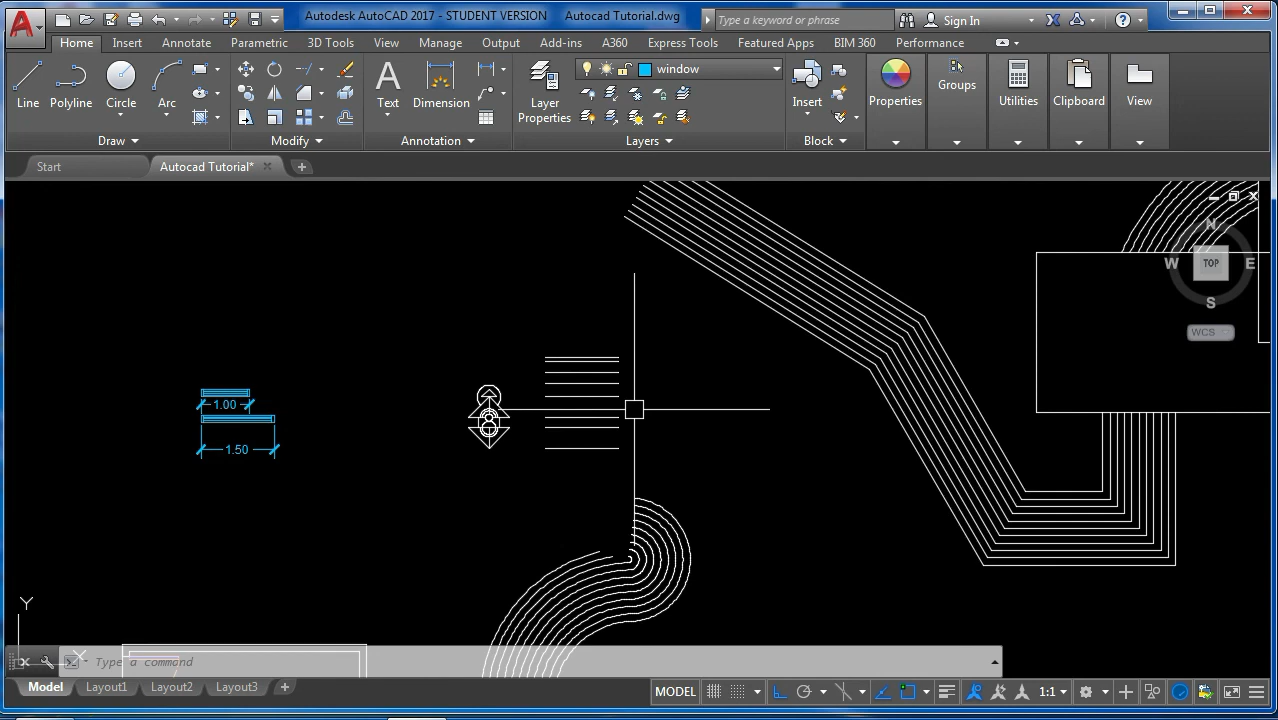 Autodesk AutoCAD 2017 - STUDENT VERSION Autocad Tutorial.dwg Type a keyword or phrase Sign In
Home Insert Annotate Parametric 3D Tools View Manage Output Add-ins A360 Express Tools Featured Apps BIM 360 Performance
window
Line Polyline Circle Arc Text Dimension Layer Properties Insert Properties Groups Utilities Clipboard View
Draw Modify Annotation Layers Block
Start Autocad Tutorial*
N
W TOP E
S
WCS
1.00
1.50
Y
X
Type a command
Model Layout1 Layout2 Layout3 MODEL 1:1